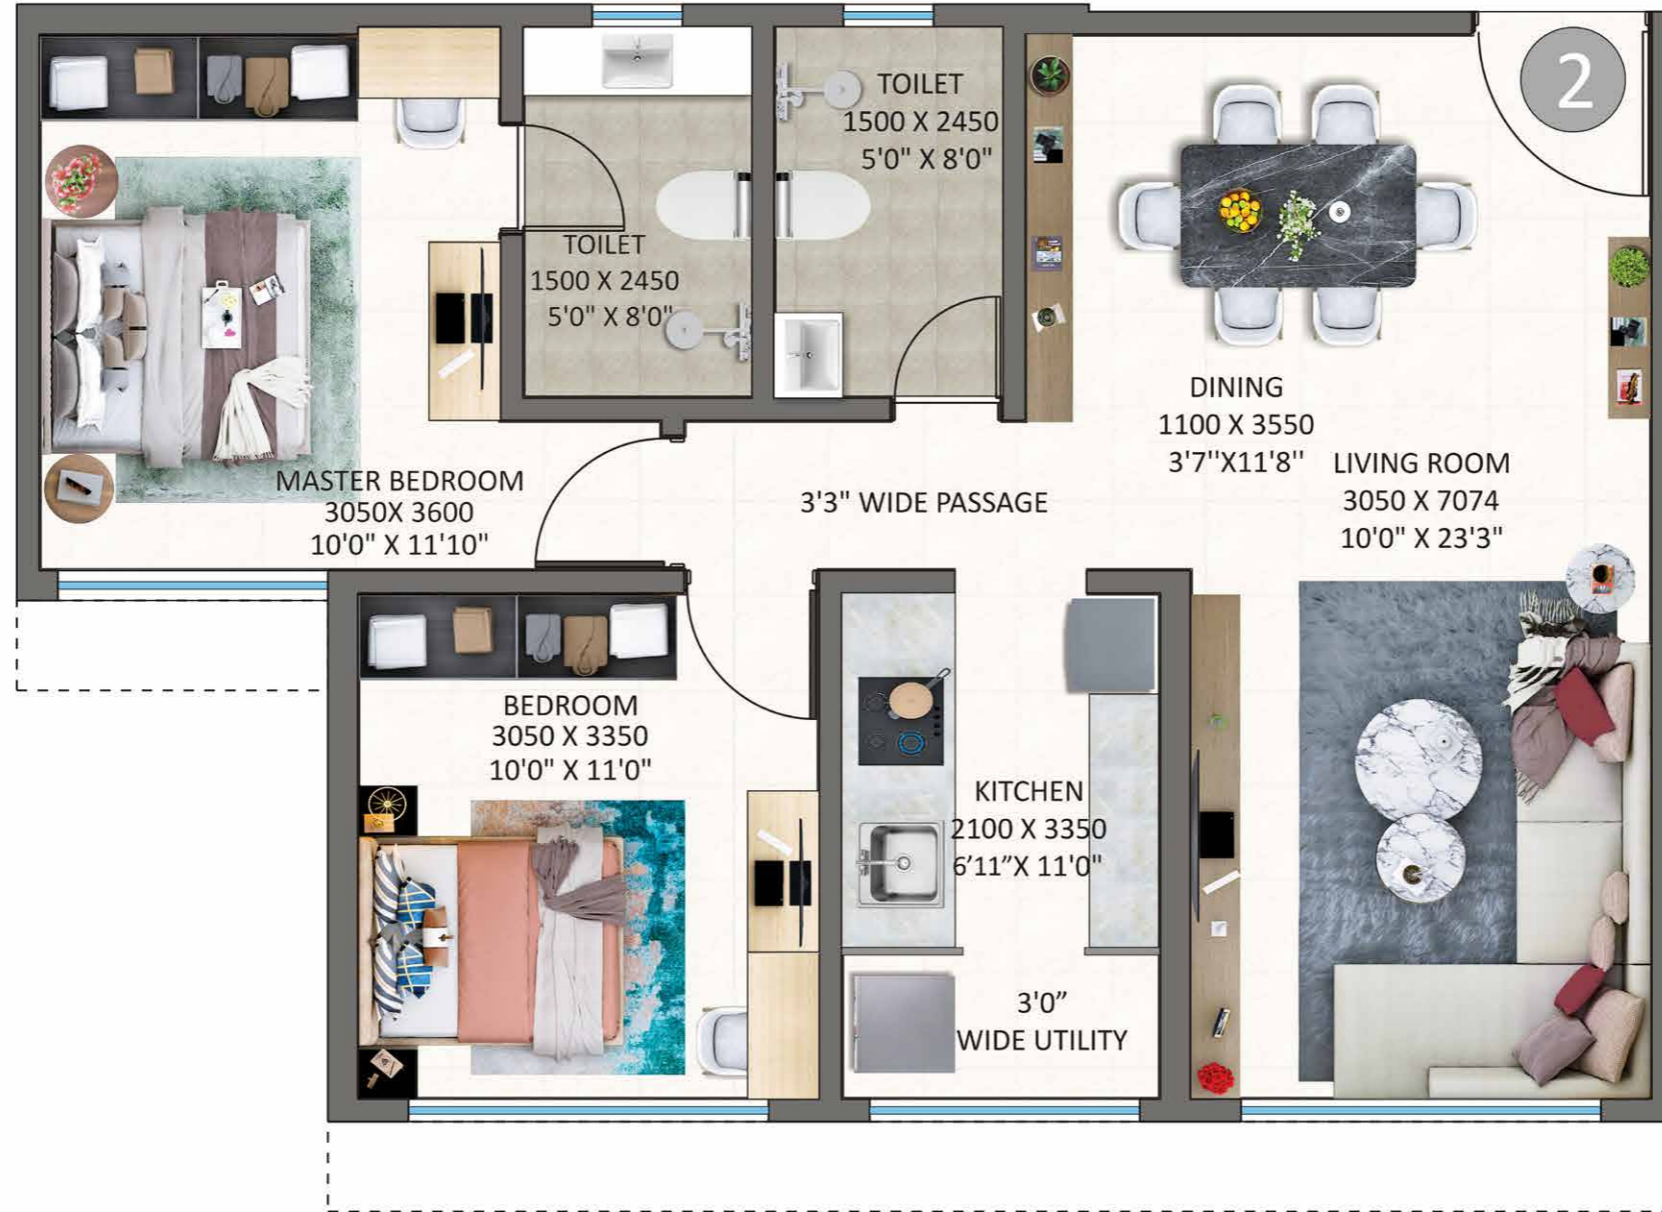 2
TOILET
1500 X 2450
5'0" X 8'0"
TOILET
1500 X 2450
5'0" X 8'0"
DINING
1100 X 3550
3'7''X11'8''
LIVING ROOM
3050 X 7074
10'0" X 23'3"
MASTER BEDROOM
3050X 3600
10'0" X 11'10"
3'3" WIDE PASSAGE
BEDROOM
3050 X 3350
10'0" X 11'0"
KITCHEN
2100 X 3350
6’11”X 11'0"
3'0”
WIDE UTILITY